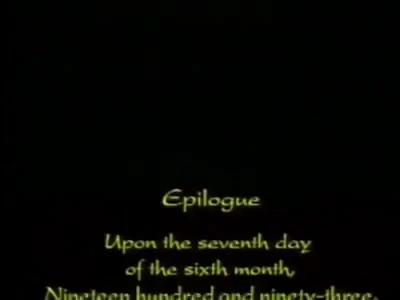 Epilogue
Upon the seventh day
of the sixth month,
Nineteen hundred and ninety-three,